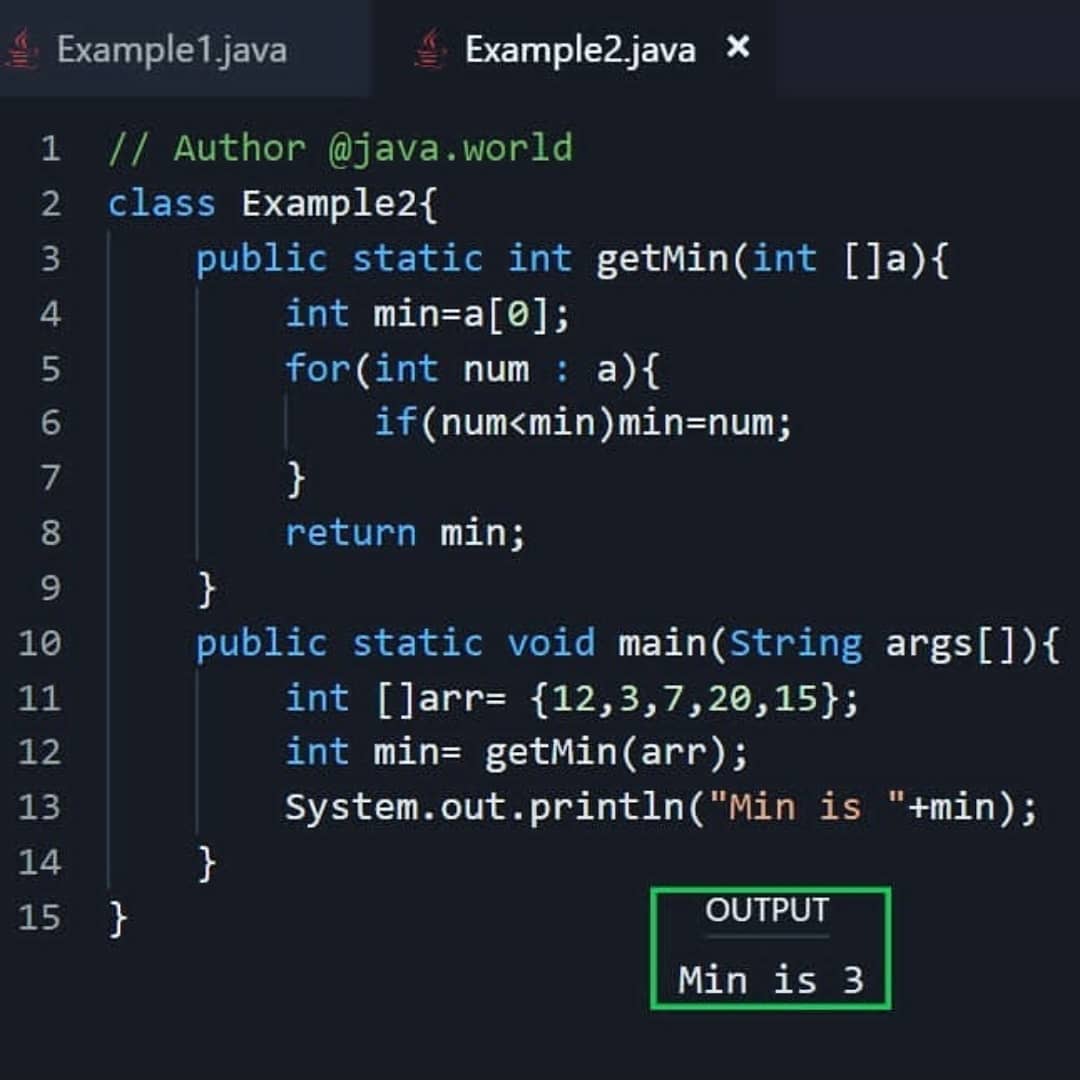 Example1.java Example2.java ×
1 // Author @java.world
2 class Example2{
3     public static int getMin(int []a){
4         int min=a[0];
5         for(int num : a){
6             if(num<min)min=num;
7         }
8         return min;
9     }
10     public static void main(String args[]){
11         int []arr= {12,3,7,20,15};
12         int min= getMin(arr);
13         System.out.println("Min is "+min);
14     }
15 }
OUTPUT
Min is 3